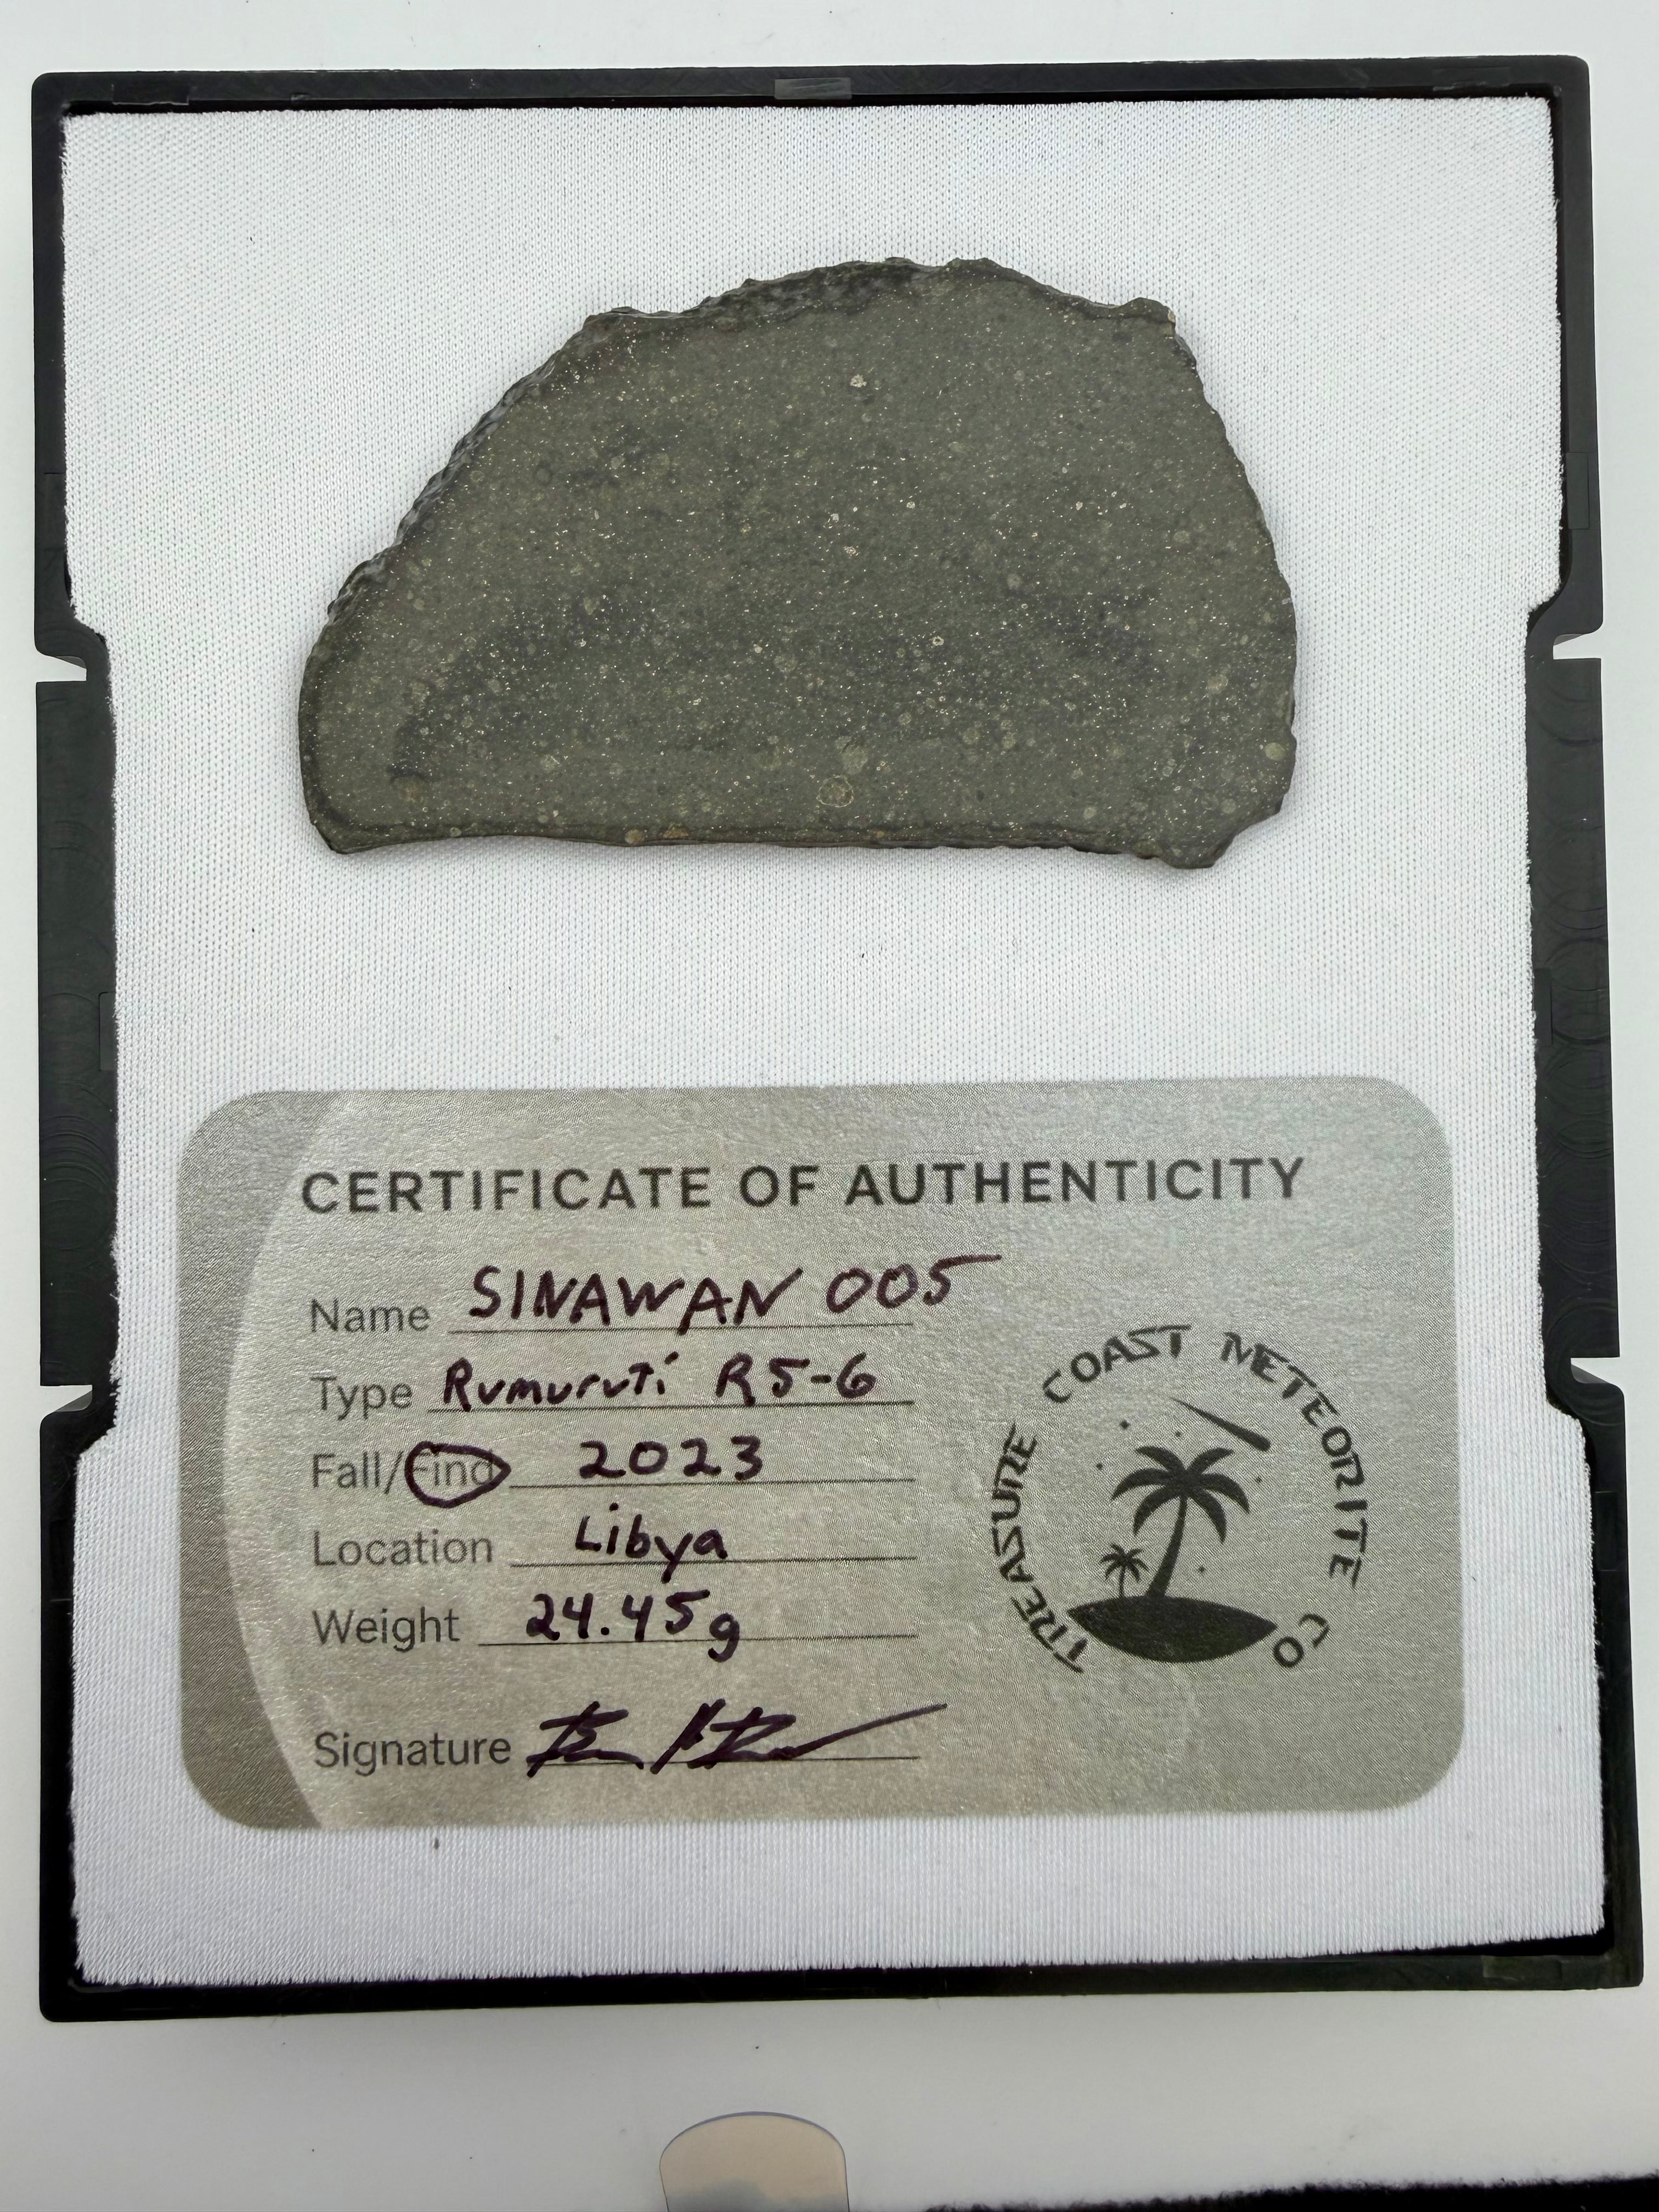 CERTIFICATE OF AUTHENTICITY
Name SINAWAN 005
Type Rumuruti R5-6
Fall/Find 2023
Location Libya
Weight 24.45g
Signature
TREASURE COAST METEORITE CO